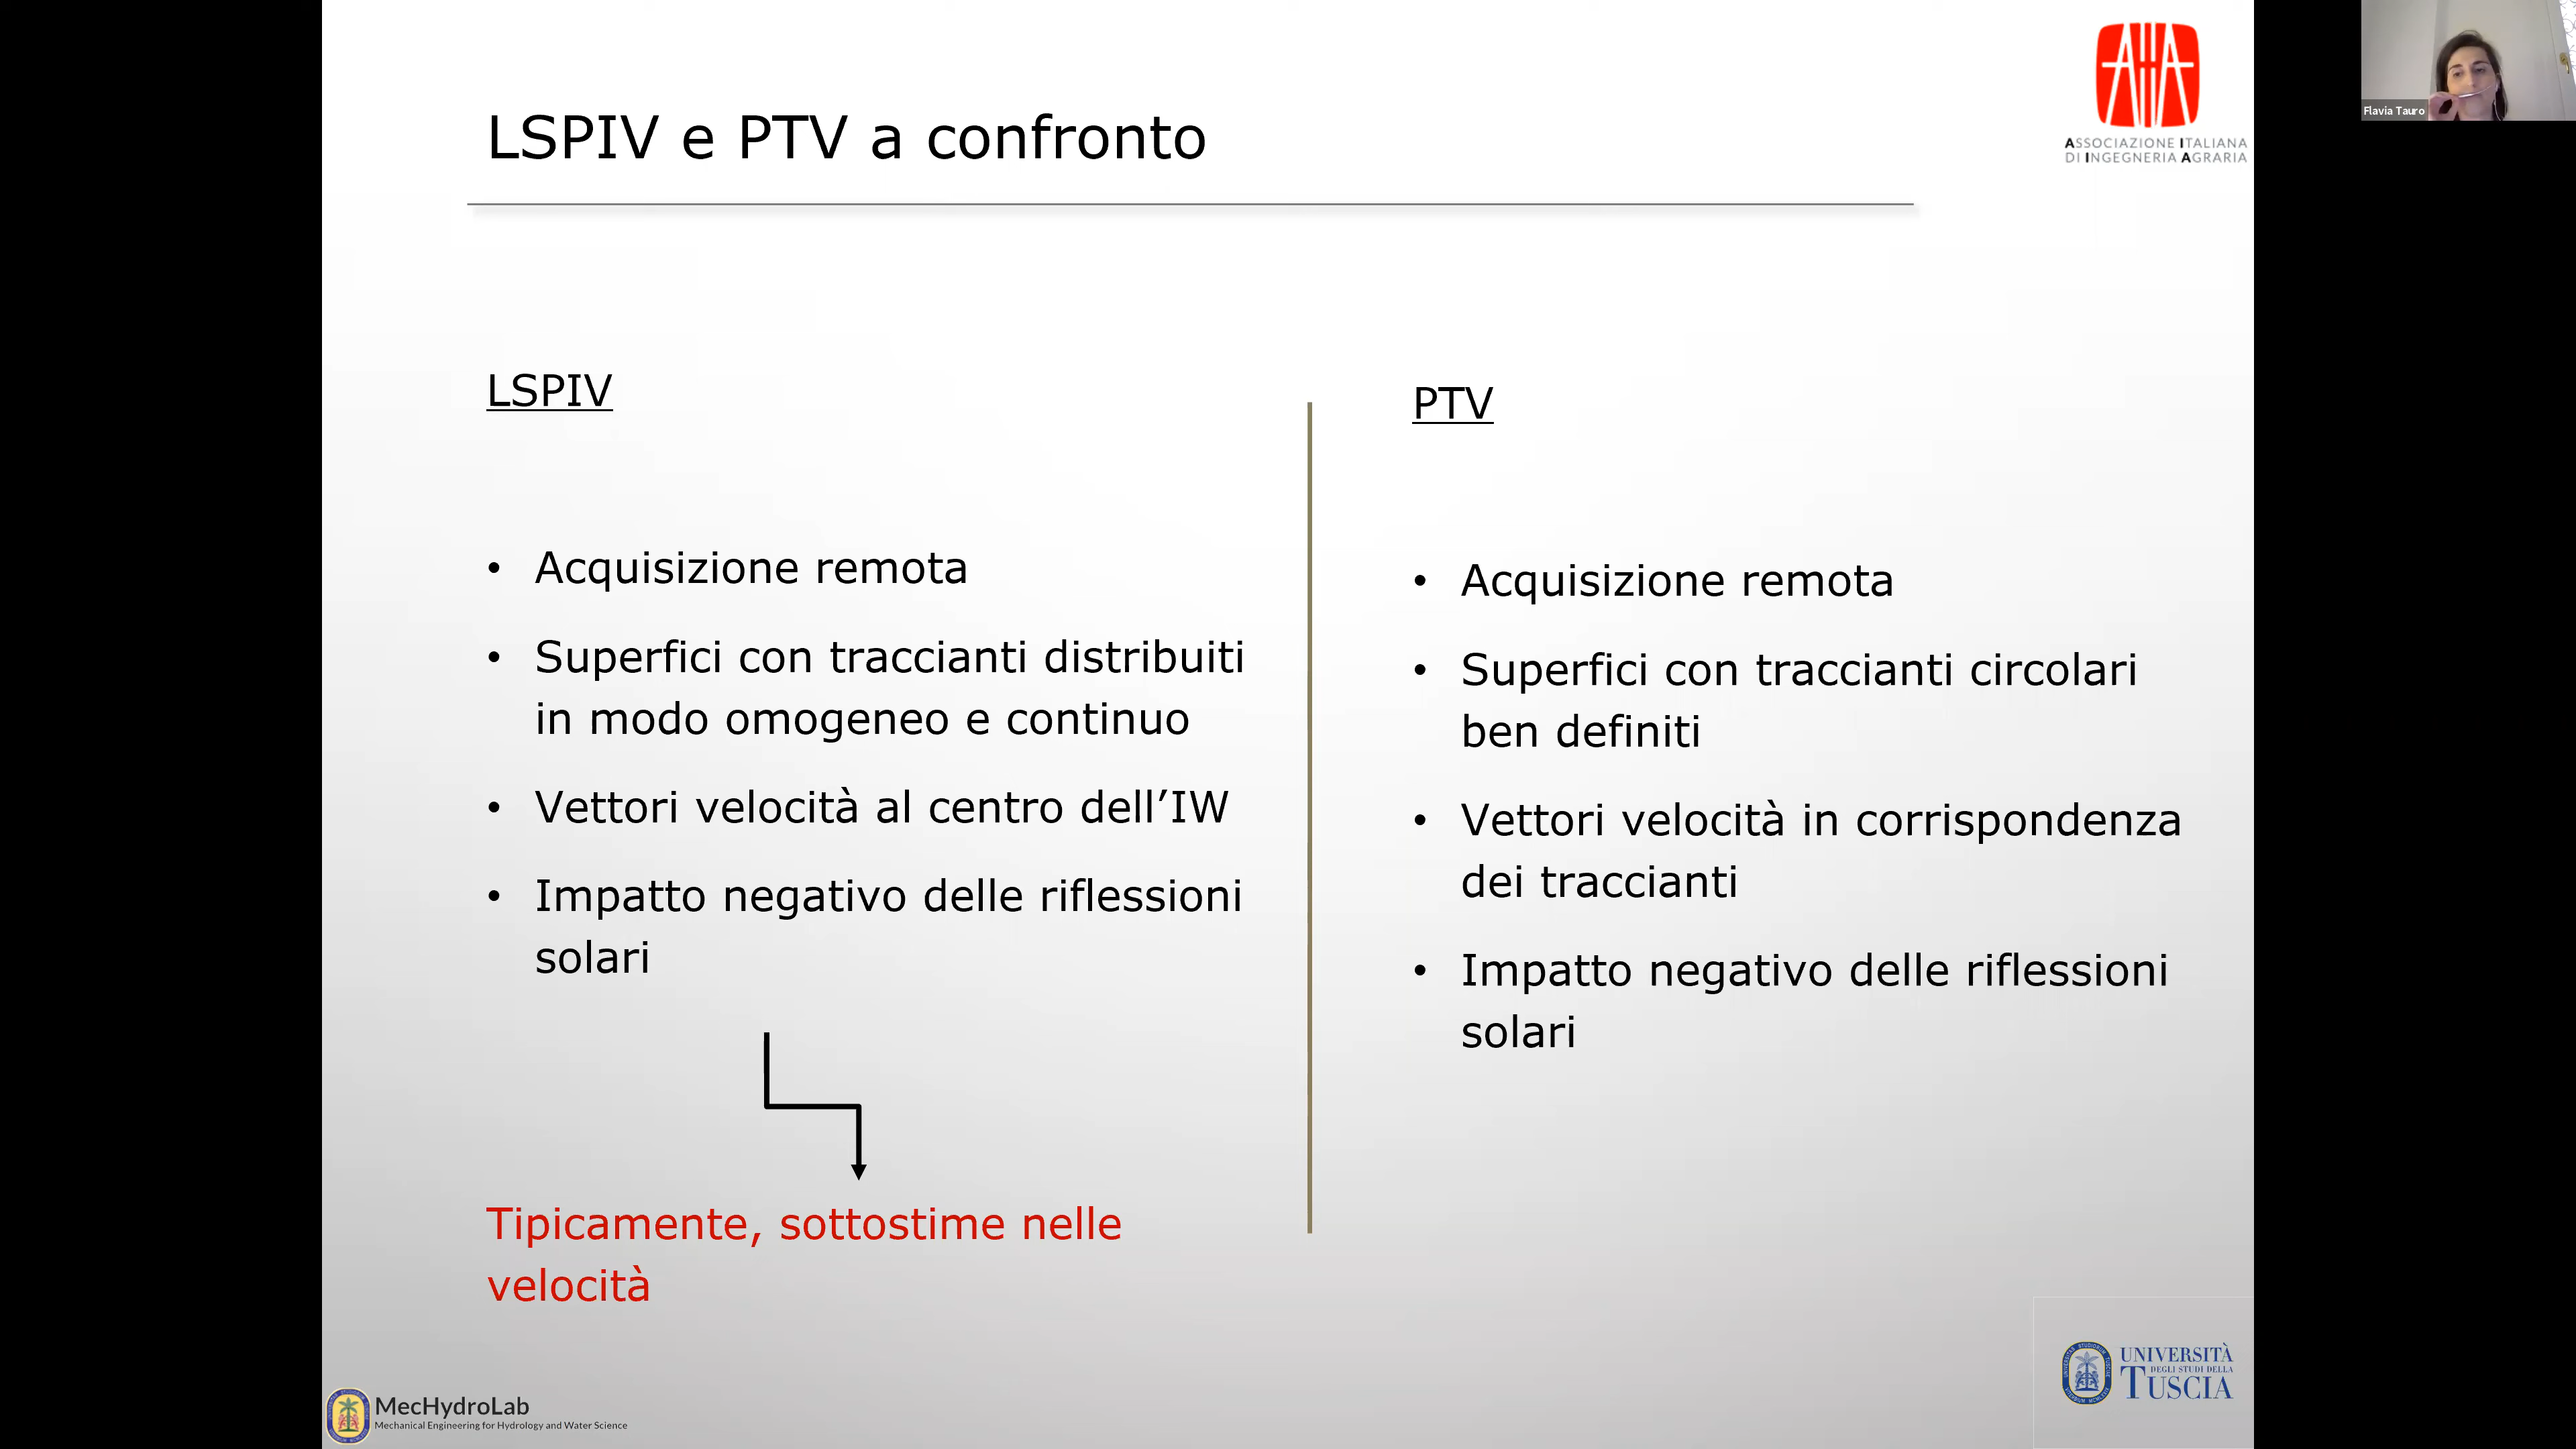 LSPIV e PTV a confronto
ASSOCIAZIONE ITALIANA
DI INGEGNERIA AGRARIA
Flavia Tauro
LSPIV
• Acquisizione remota
• Superfici con traccianti distribuiti
in modo omogeneo e continuo
• Vettori velocità al centro dell’IW
• Impatto negativo delle riflessioni
solari
Tipicamente, sottostime nelle
velocità
PTV
• Acquisizione remota
• Superfici con traccianti circolari
ben definiti
• Vettori velocità in corrispondenza
dei traccianti
• Impatto negativo delle riflessioni
solari
MecHydroLab
Mechanical Engineering for Hydrology and Water Science
UNIVERSITÀ
DEGLI STUDI DELLA
TUSCIA